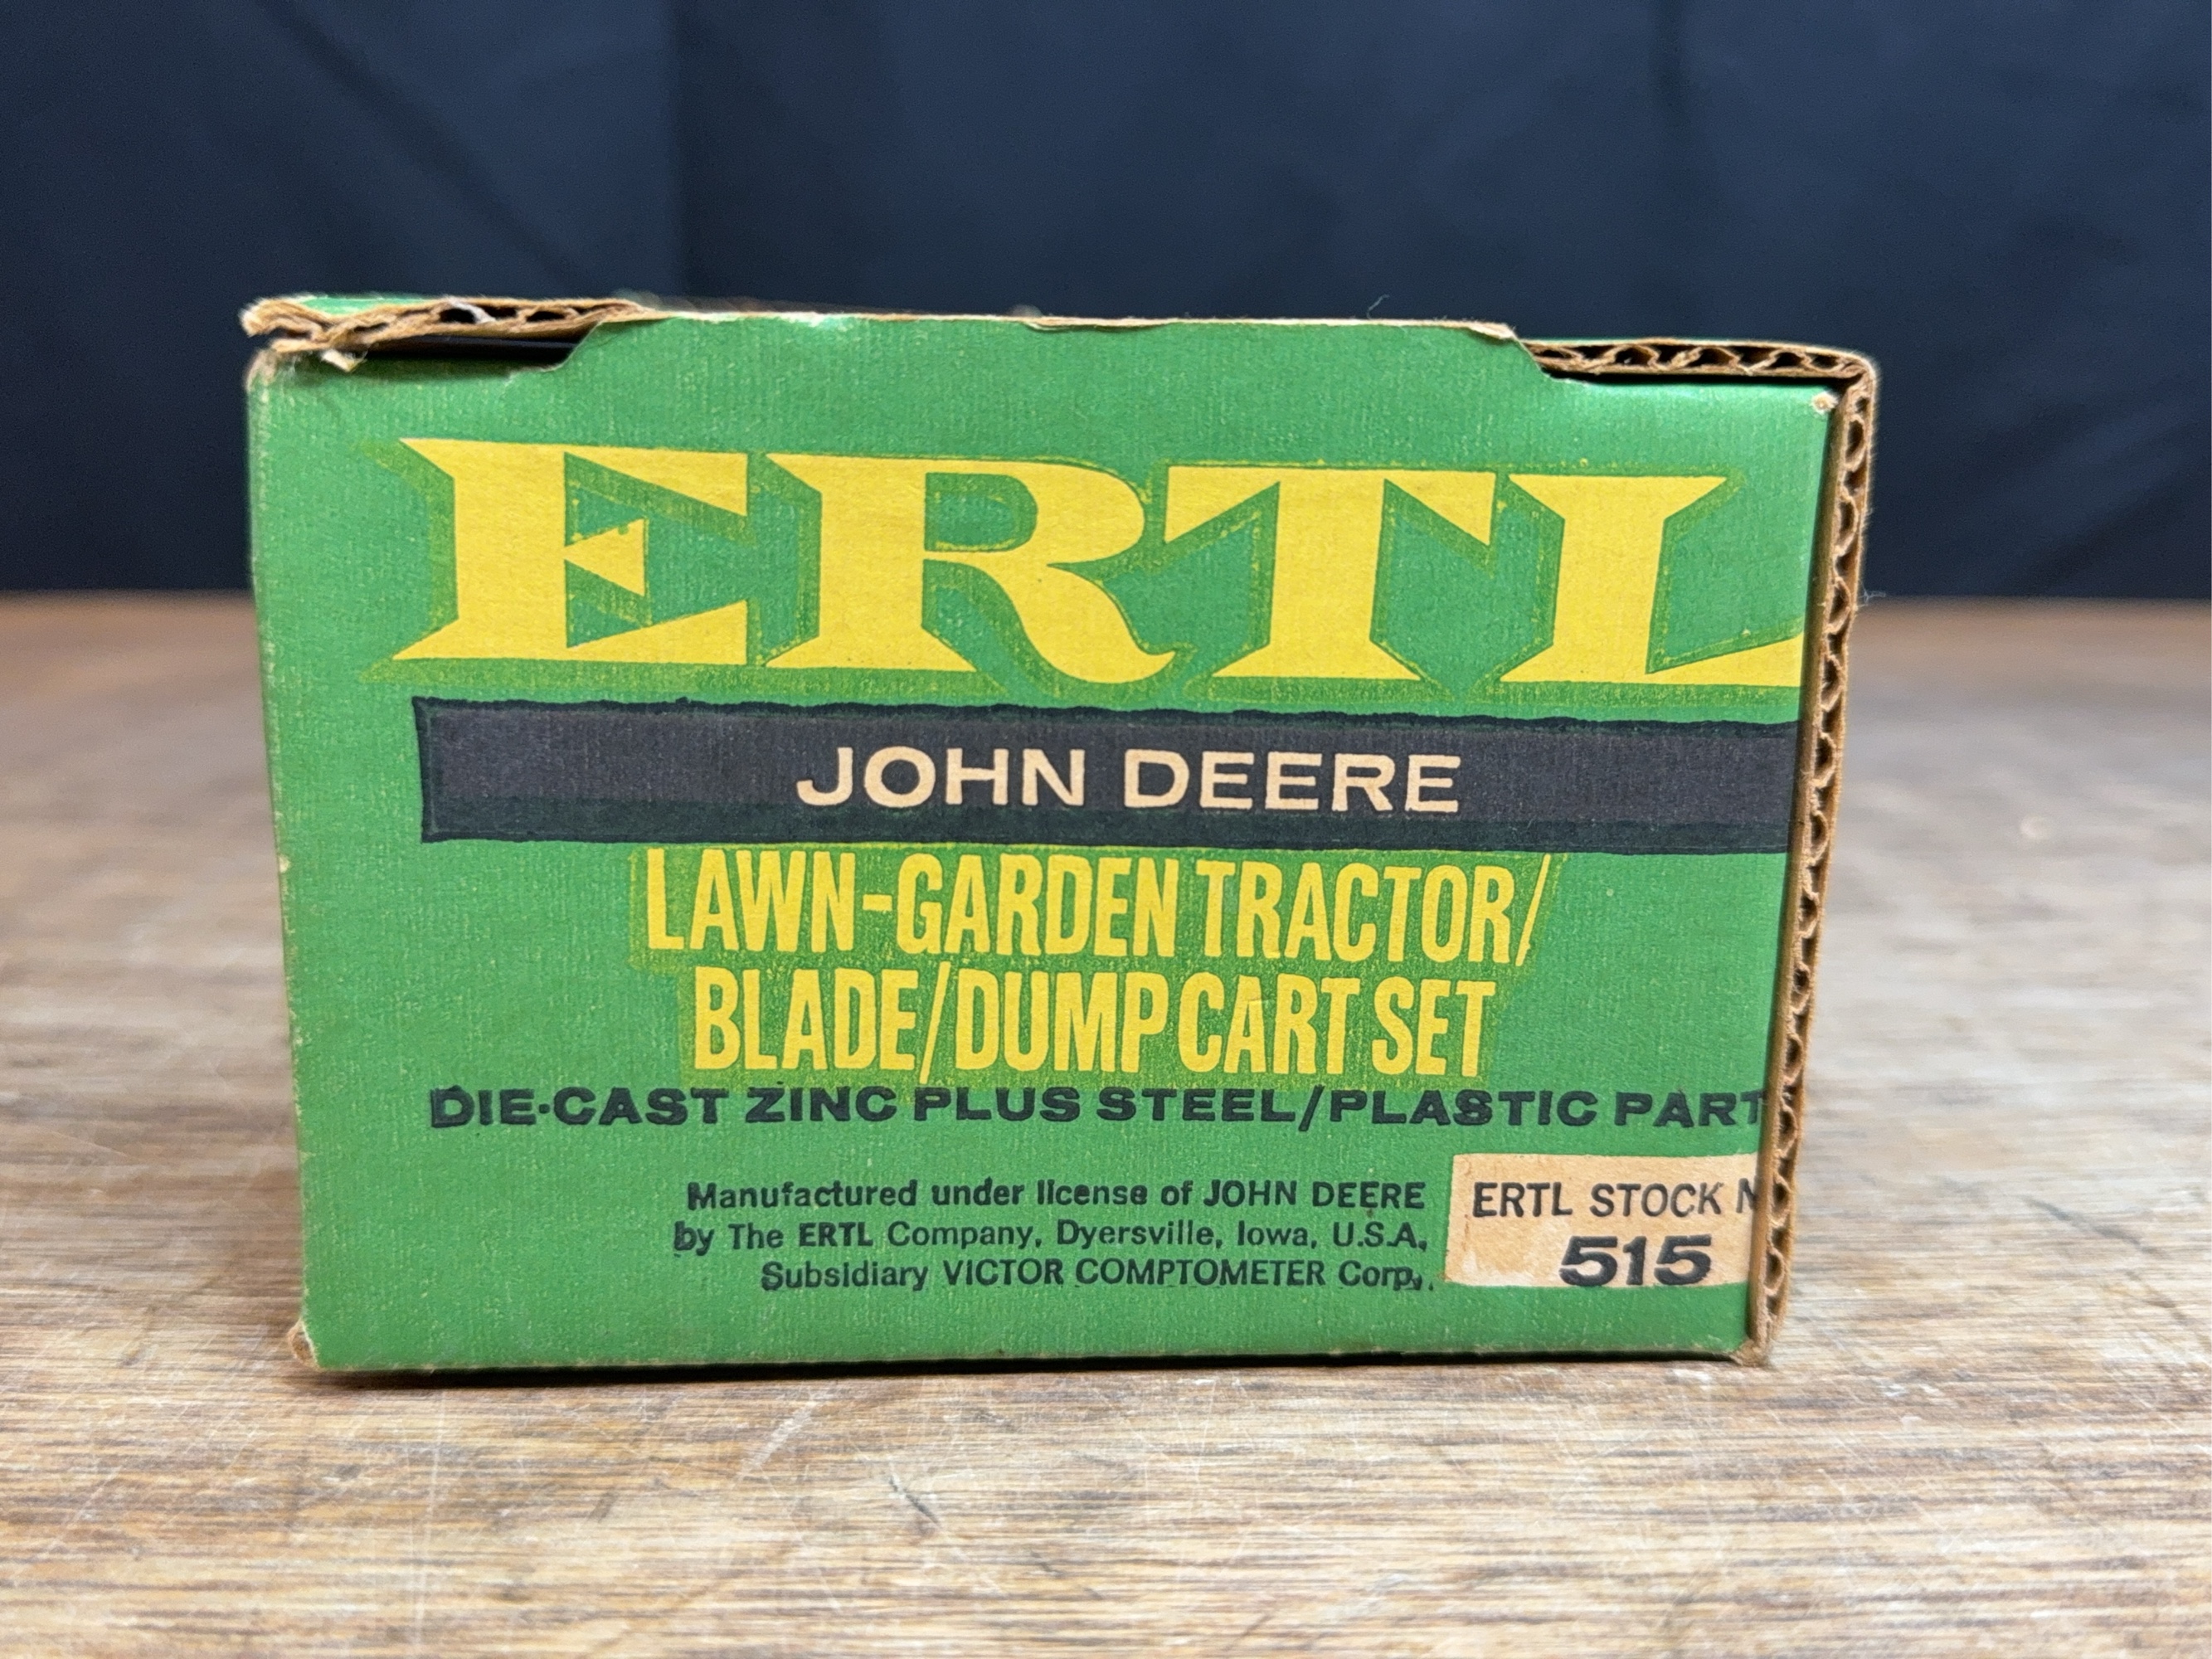 ERTL
JOHN DEERE
LAWN-GARDEN TRACTOR/
BLADE/DUMP CART SET
DIE-CAST ZINC PLUS STEEL/PLASTIC PART
Manufactured under license of JOHN DEERE
by The ERTL Company, Dyersville, Iowa, U.S.A,
Subsidiary VICTOR COMPTOMETER Corp.
ERTL STOCK N
515